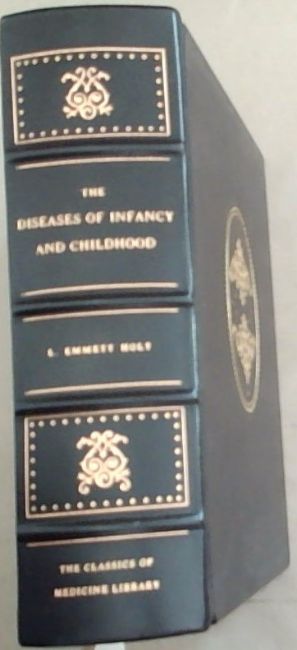 THE
DISEASES OF INFANCY
AND CHILDHOOD
L. EMMETT HOLT
THE CLASSICS OF
MEDICINE LIBRARY